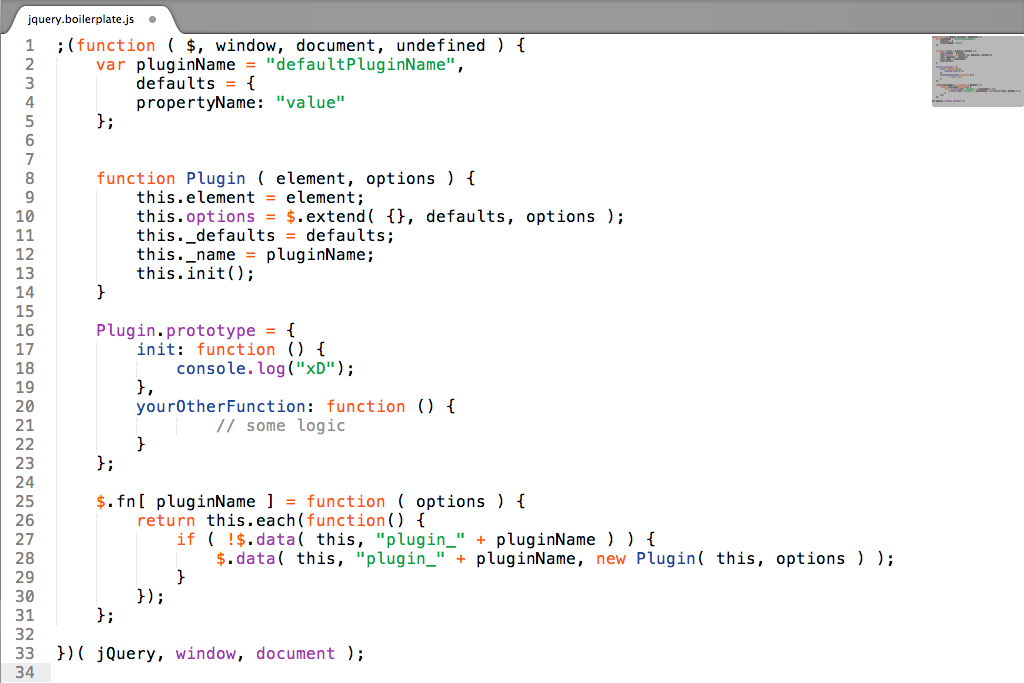 jquery.boilerplate.js
1 ;(function ( $, window, document, undefined ) {
2     var pluginName = "defaultPluginName",
3         defaults = {
4         propertyName: "value"
5     };
6
7
8     function Plugin ( element, options ) {
9         this.element = element;
10         this.options = $.extend( {}, defaults, options );
11         this._defaults = defaults;
12         this._name = pluginName;
13         this.init();
14     }
15
16     Plugin.prototype = {
17         init: function () {
18             console.log("xD");
19         },
20         yourOtherFunction: function () {
21                 // some logic
22         }
23     };
24
25     $.fn[ pluginName ] = function ( options ) {
26         return this.each(function() {
27             if ( !$.data( this, "plugin_" + pluginName ) ) {
28                 $.data( this, "plugin_" + pluginName, new Plugin( this, options ) );
29             }
30         });
31     };
32
33 })( jQuery, window, document );
34